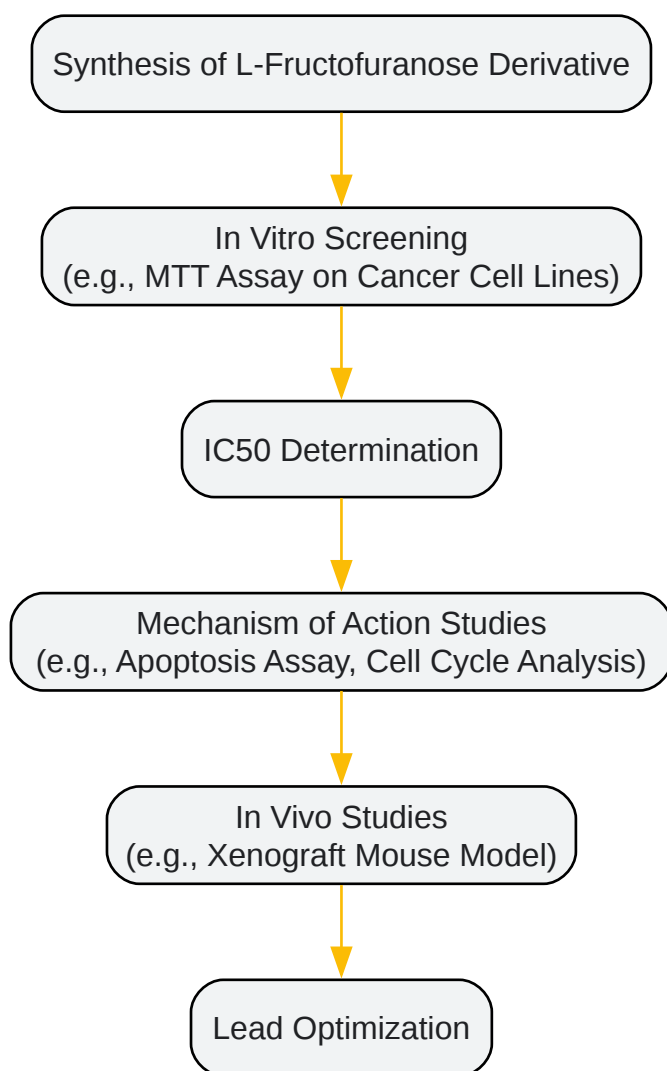 Synthesis of L-Fructofuranose Derivative
In Vitro Screening
(e.g., MTT Assay on Cancer Cell Lines)
IC50 Determination
Mechanism of Action Studies
(e.g., Apoptosis Assay, Cell Cycle Analysis)
In Vivo Studies
(e.g., Xenograft Mouse Model)
Lead Optimization